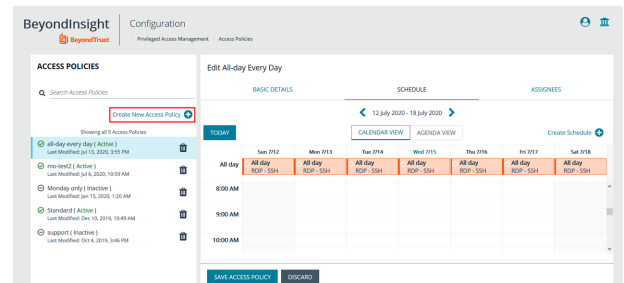 BeyondInsight
BeyondTrust
Configuration
Privileged Access Management Access Policies
ACCESS POLICIES
Search Access Policies
Create New Access Policy
Showing all 5 Access Policies
all-day every day ( Active )
Last Modified: Jul 13, 2020, 3:55 PM
mo-test2 ( Active )
Last Modified: Jul 6, 2020, 10:59 AM
Monday only ( Inactive )
Last Modified: Jan 15, 2020, 1:20 AM
Standard ( Active )
Last Modified: Dec 10, 2019, 10:49 AM
support ( Inactive )
Last Modified: Oct 4, 2019, 3:46 PM
Edit All-day Every Day
BASIC DETAILS SCHEDULE ASSIGNEES
12 July 2020 - 18 July 2020
TODAY CALENDAR VIEW AGENDA VIEW Create Schedule
Sun 7/12 Mon 7/13 Tue 7/14 Wed 7/15 Thu 7/16 Fri 7/17 Sat 7/18
All day All day All day All day All day All day All day All day
RDP - SSH RDP - SSH RDP - SSH RDP - SSH RDP - SSH RDP - SSH RDP - SSH
8:00 AM
9:00 AM
10:00 AM
SAVE ACCESS POLICY DISCARD